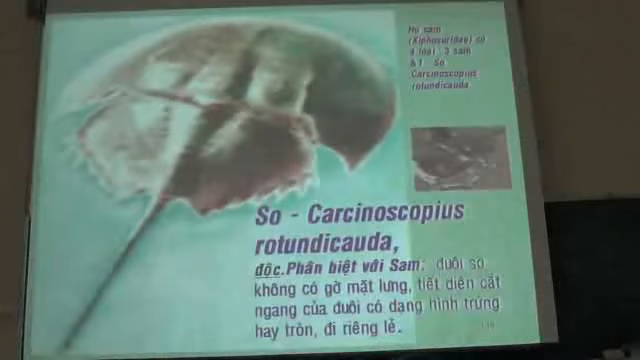 Họ sam
(Xiphosuridae) có
4 loài : 3 sam
& 1 So
Carcinoscopius
rotundicauda
So - Carcinoscopius
rotundicauda,
độc.Phân biệt với Sam: đuôi so
không có gờ mặt lưng, tiết diện cắt
ngang của đuôi có dạng hình trứng
hay tròn, đi riêng lẻ.